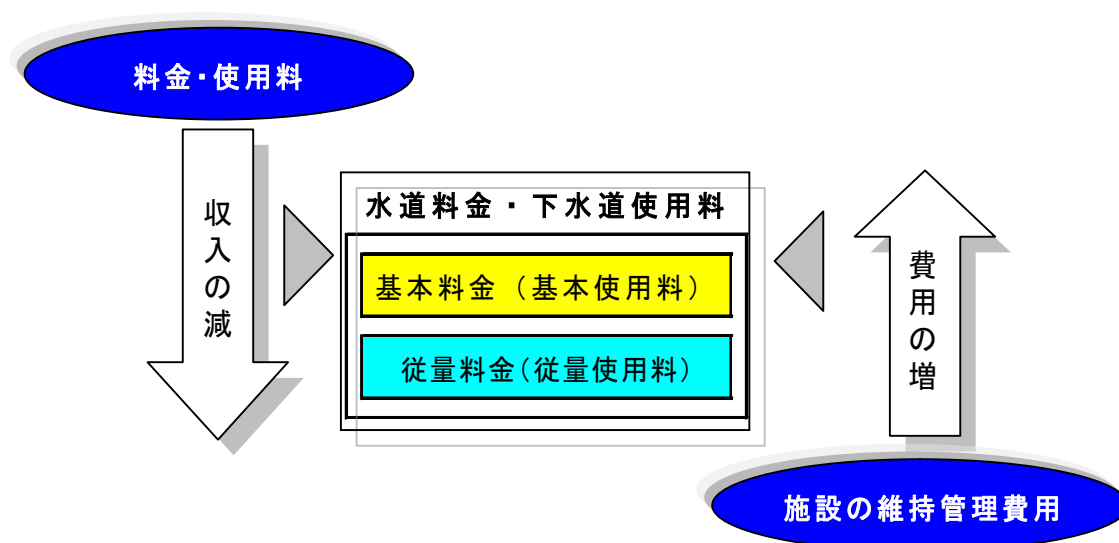 料金・使用料
収入の減
水道料金・下水道使用料
基本料金（基本使用料）
従量料金（従量使用料）
費用の増
施設の維持管理費用